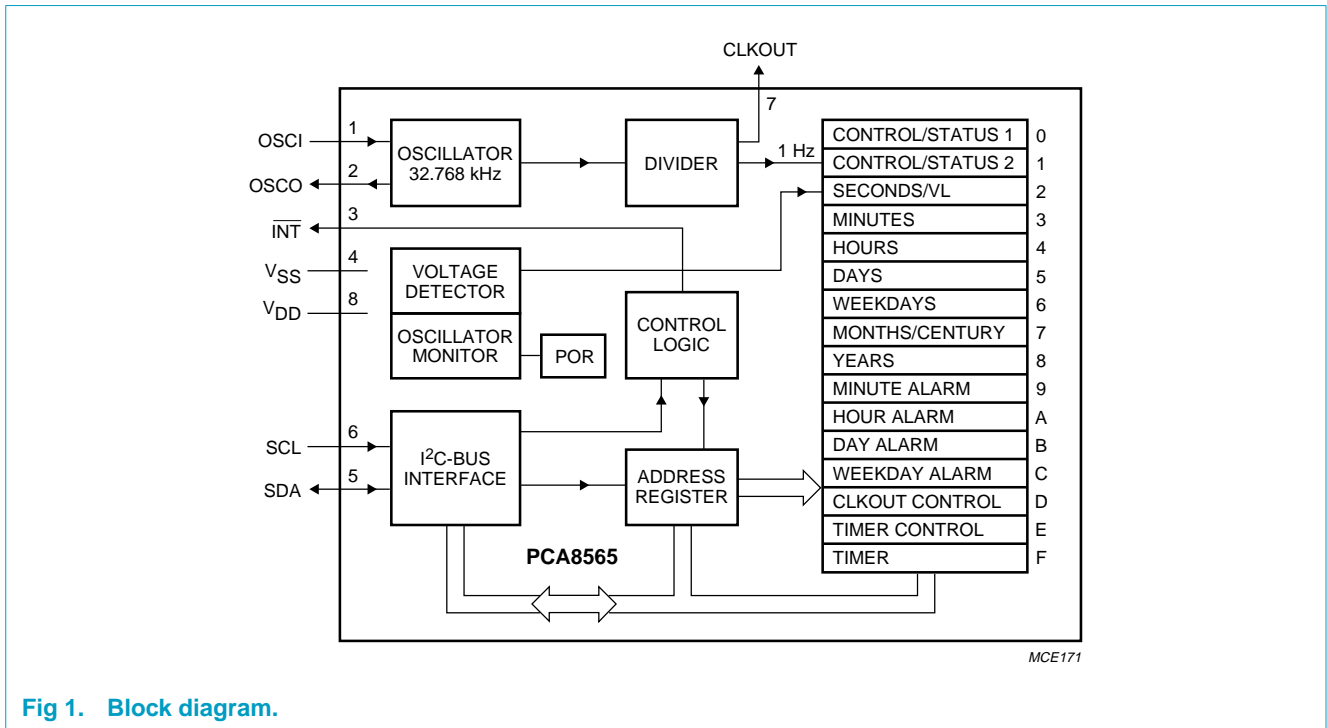 CLKOUT
7
OSCI
1
OSCO
2
INT
3
VSS
4
VDD
8
SCL
6
SDA
5
OSCILLATOR
32.768 kHz
DIVIDER
1 Hz
VOLTAGE
DETECTOR
OSCILLATOR
MONITOR
POR
CONTROL
LOGIC
I2C-BUS
INTERFACE
ADDRESS
REGISTER
PCA8565
CONTROL/STATUS 1 0
CONTROL/STATUS 2 1
SECONDS/VL 2
MINUTES 3
HOURS 4
DAYS 5
WEEKDAYS 6
MONTHS/CENTURY 7
YEARS 8
MINUTE ALARM 9
HOUR ALARM A
DAY ALARM B
WEEKDAY ALARM C
CLKOUT CONTROL D
TIMER CONTROL E
TIMER F
MCE171
Fig 1. Block diagram.